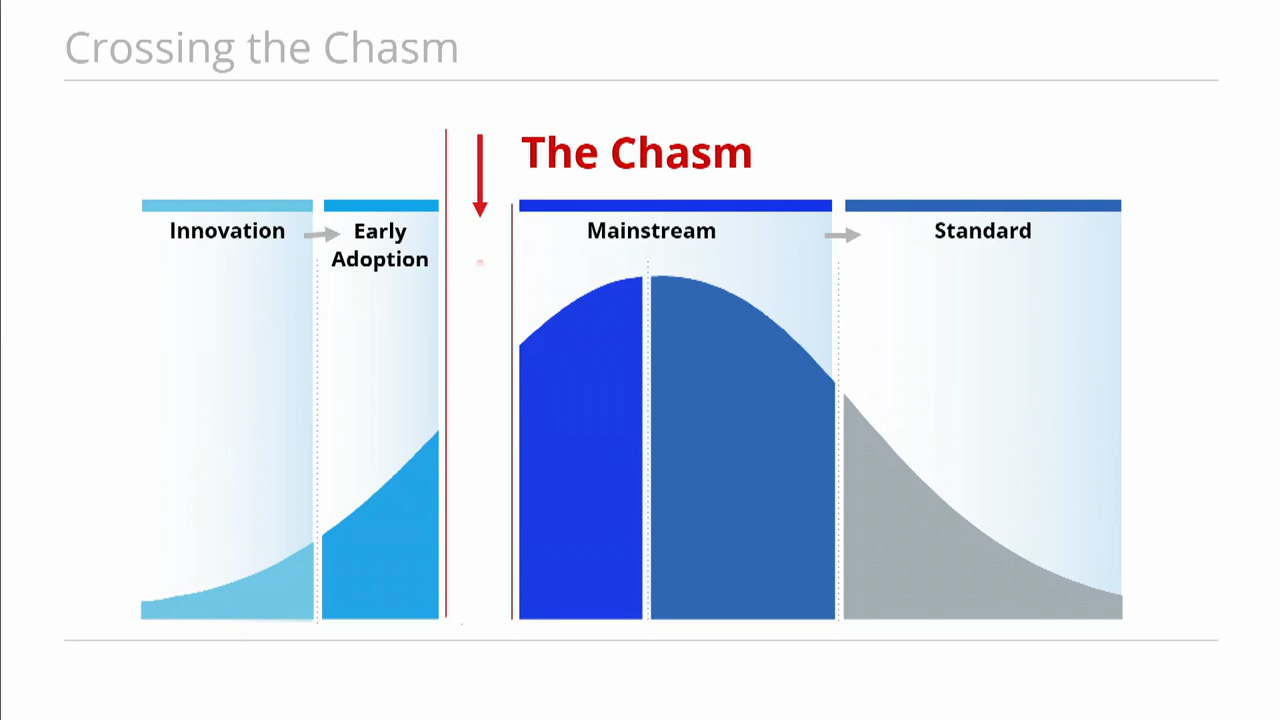 Crossing the Chasm
The Chasm
Innovation
Early
Adoption
Mainstream
Standard